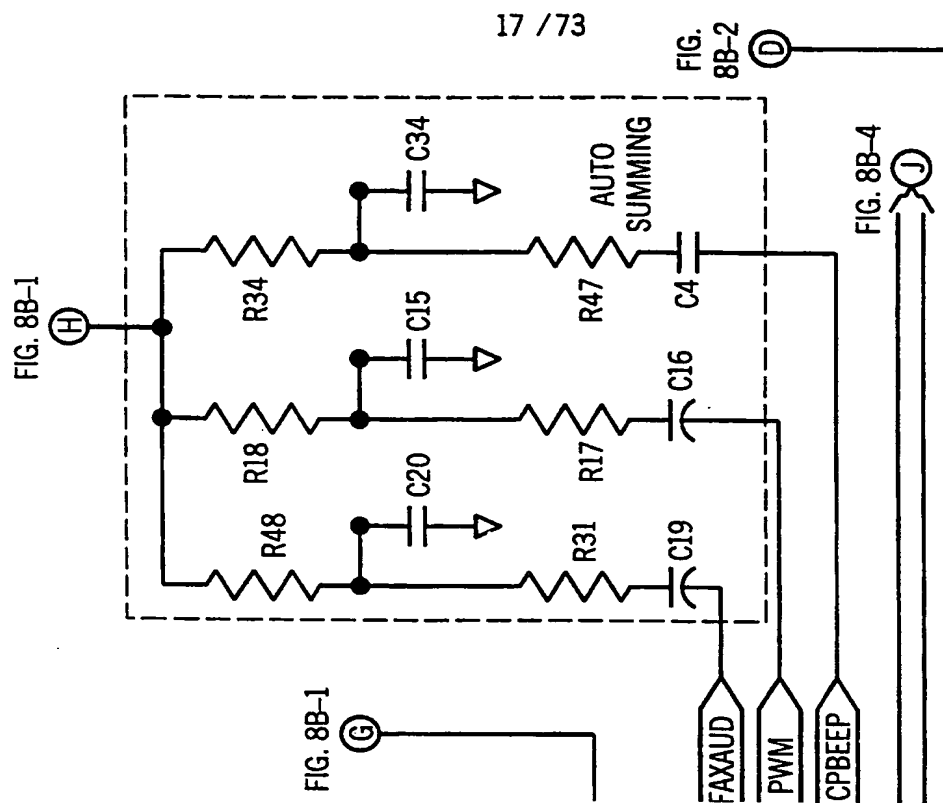 17 / 73
FIG. 8B-1
H
FIG.
8B-2
D
R34
C34
R18
C15
R48
C20
AUTO
SUMMING
R47
C4
R17
C16
R31
C19
FIG. 8B-4
J
FIG. 8B-1
G
FAXAUD
PWM
CPBEEP